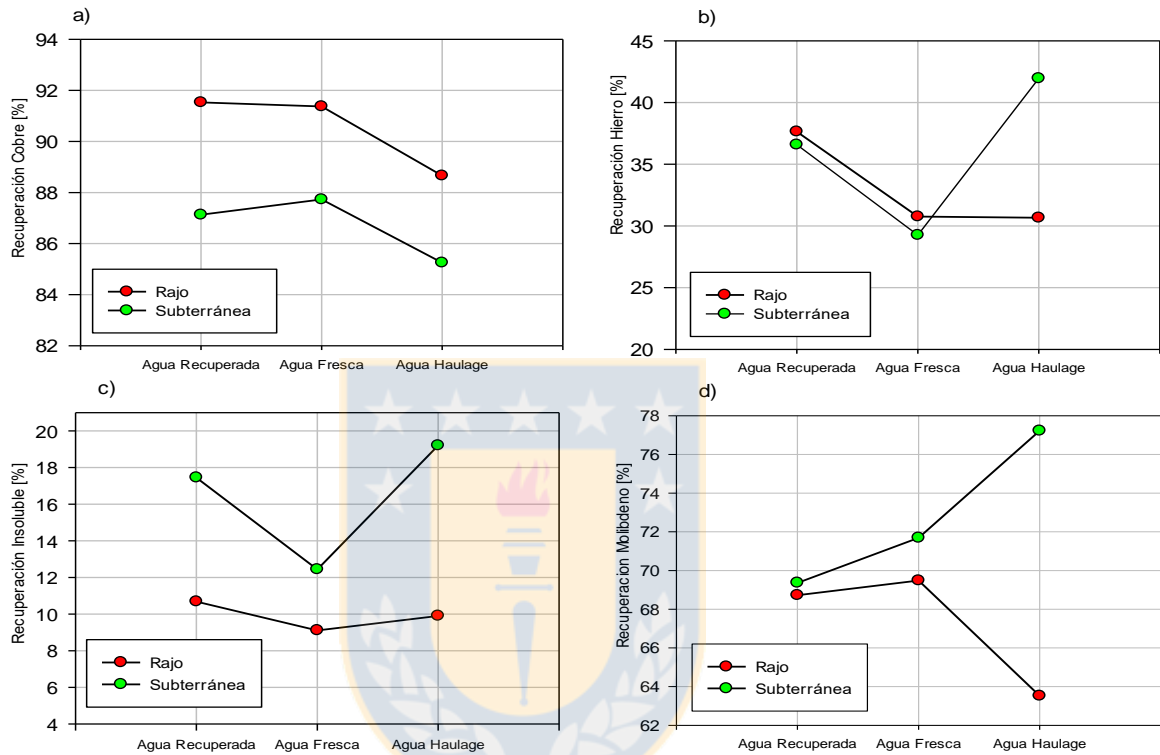 a)
94
92
90
88
86
84
82
Recuperación Cobre [%]
Rajo
Subterránea
Agua Recuperada
Agua Fresca
Agua Haulage
b)
45
40
35
30
25
20
Recuperación Hierro [%]
Rajo
Subterránea
Agua Recuperada
Agua Fresca
Agua Haulage
c)
20
18
16
14
12
10
8
6
4
Recuperación Insoluble [%]
Rajo
Subterránea
Agua Recuperada
Agua Fresca
Agua Haulage
d)
78
76
74
72
70
68
66
64
62
Recuperacion Molibdeno [%]
Rajo
Subterránea
Agua Recuperada
Agua Fresca
Agua Haulage